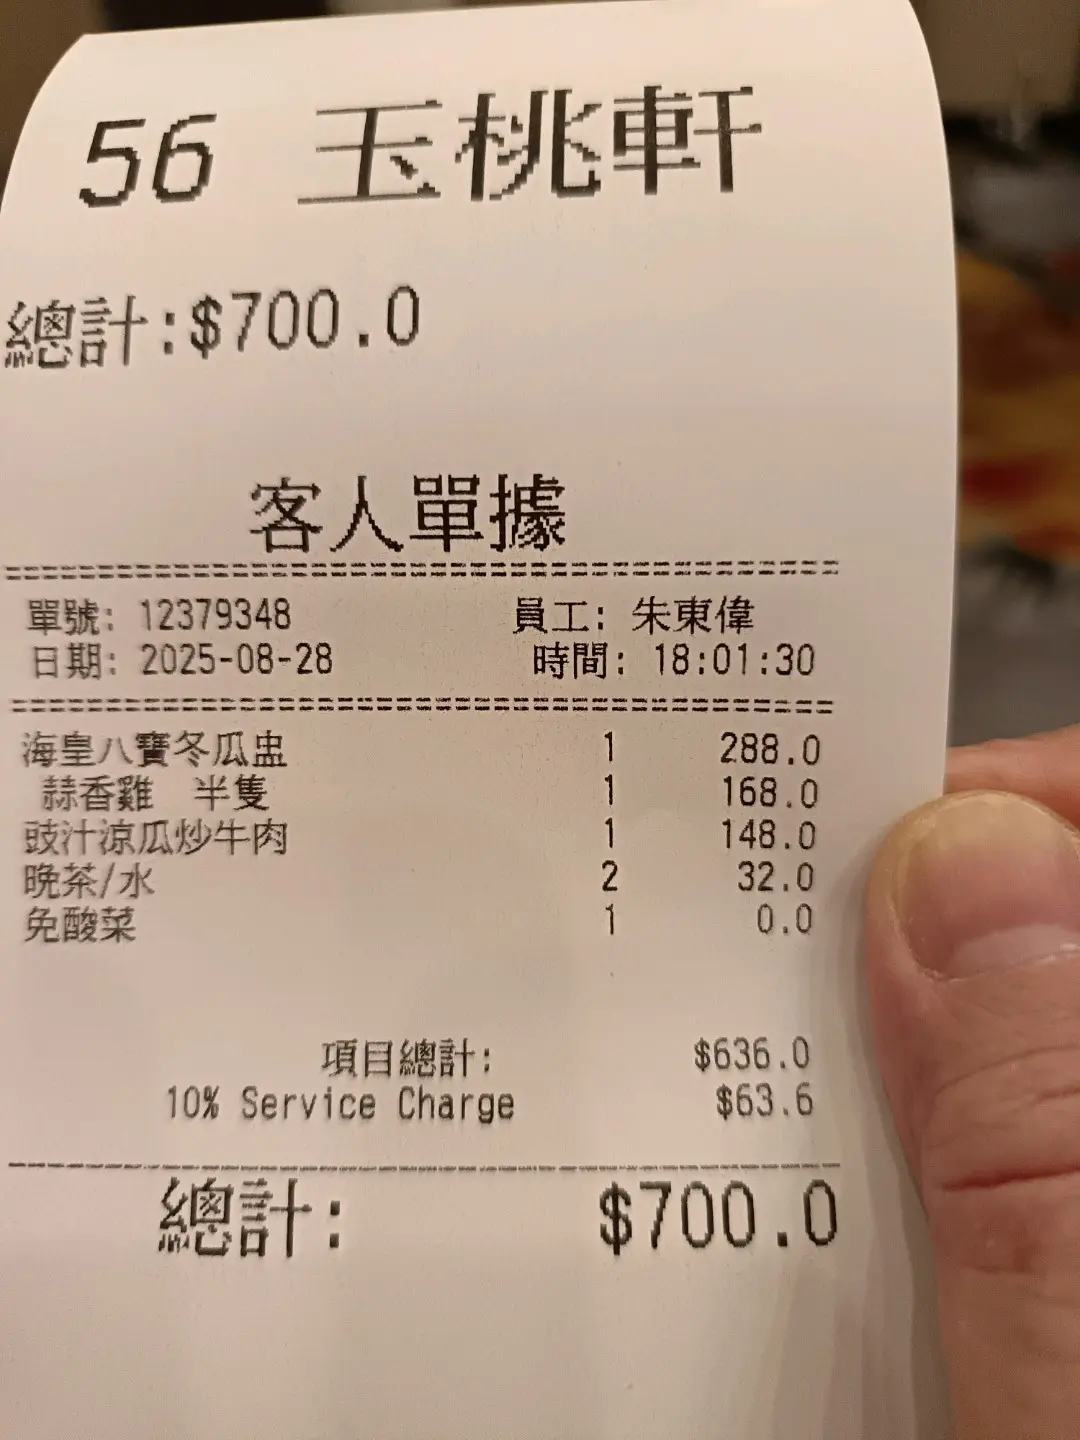 56 玉桃軒
總計:$700.0
客人單據
單號: 12379348 員工: 朱東偉
日期: 2025-08-28 時間: 18:01:30
海皇八寶冬瓜盅 1 288.0
蒜香雞 半隻 1 168.0
豉汁涼瓜炒牛肉 1 148.0
晚茶/水 2 32.0
免酸菜 1 0.0
項目總計: $636.0
10% Service Charge $63.6
總計: $700.0